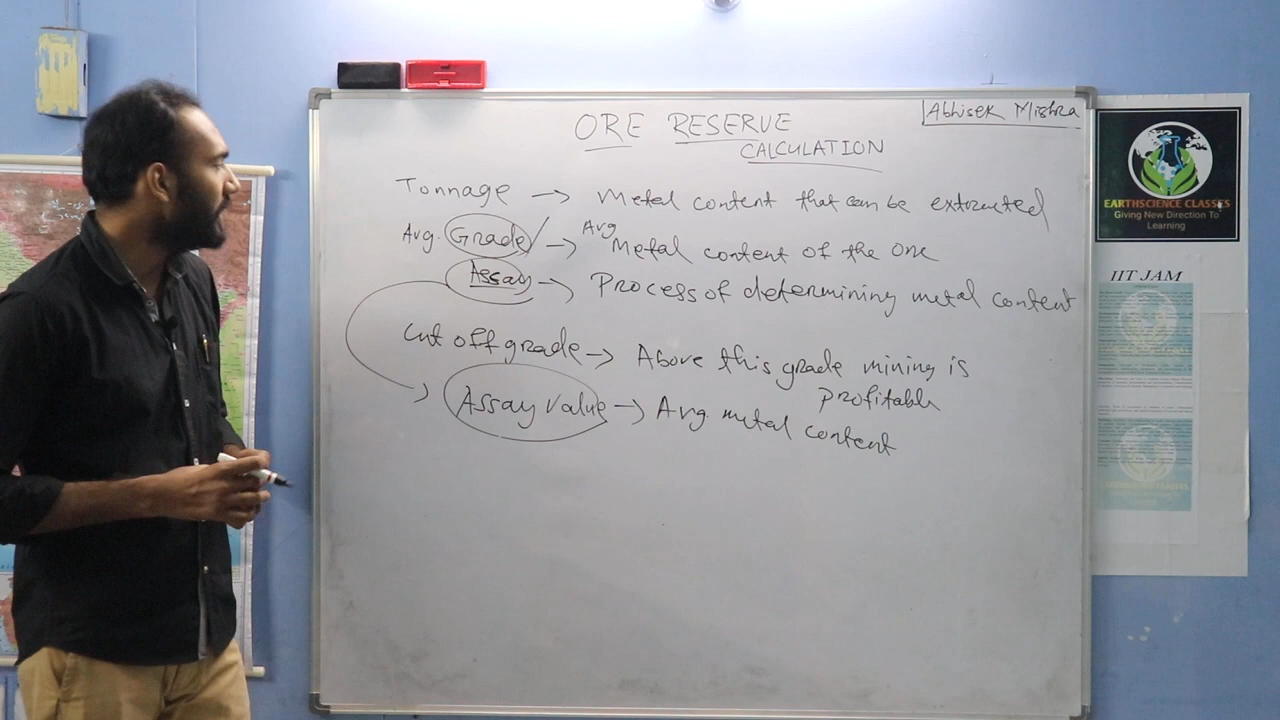 ORE RESERVE
CALCULATION
Abhisek Mishra
Tonnage → Metal content that can be extracted
Avg. Grade → Avg Metal content of the ore
Assay → Process of determining metal content
Cut off grade → Above this grade mining is
profitable
Assay value → Avg. metal content
EARTHSCIENCE CLASSES
Giving New Direction To
Learning
IIT JAM